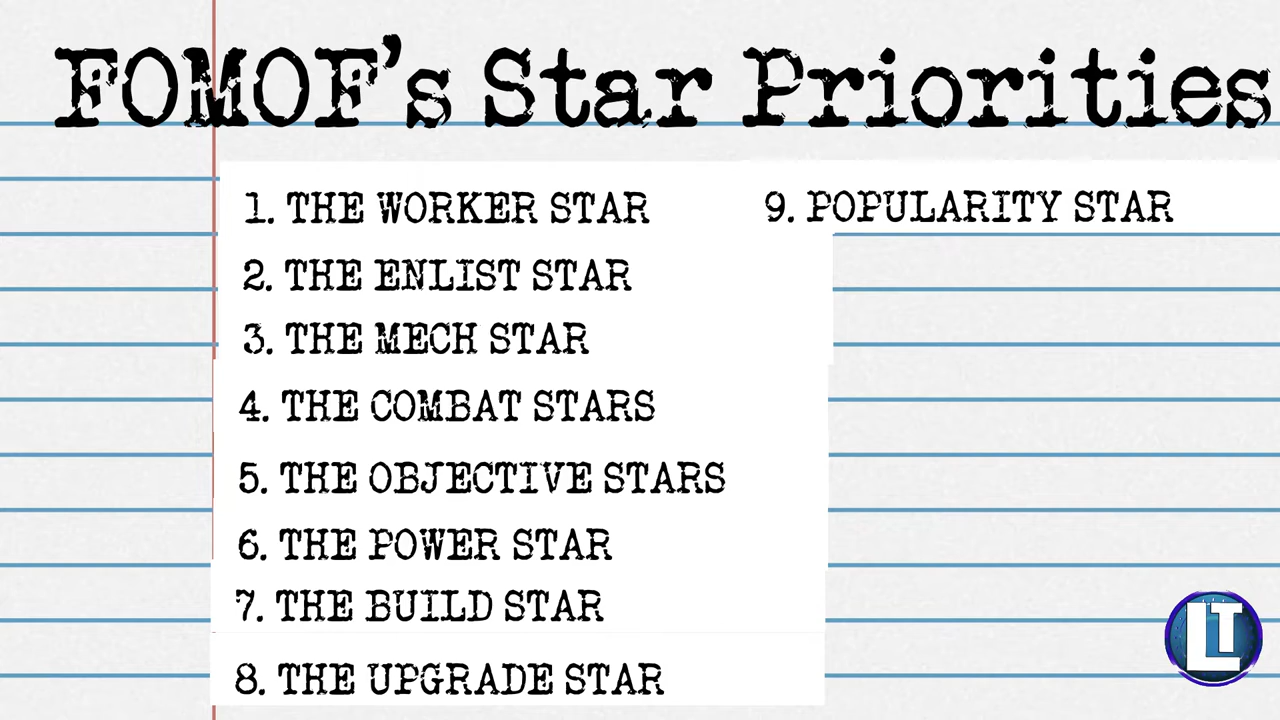 FOMOF's Star Priorities
1. THE WORKER STAR
2. THE ENLIST STAR
3. THE MECH STAR
4. THE COMBAT STARS
5. THE OBJECTIVE STARS
6. THE POWER STAR
7. THE BUILD STAR
8. THE UPGRADE STAR
9. POPULARITY STAR
LT